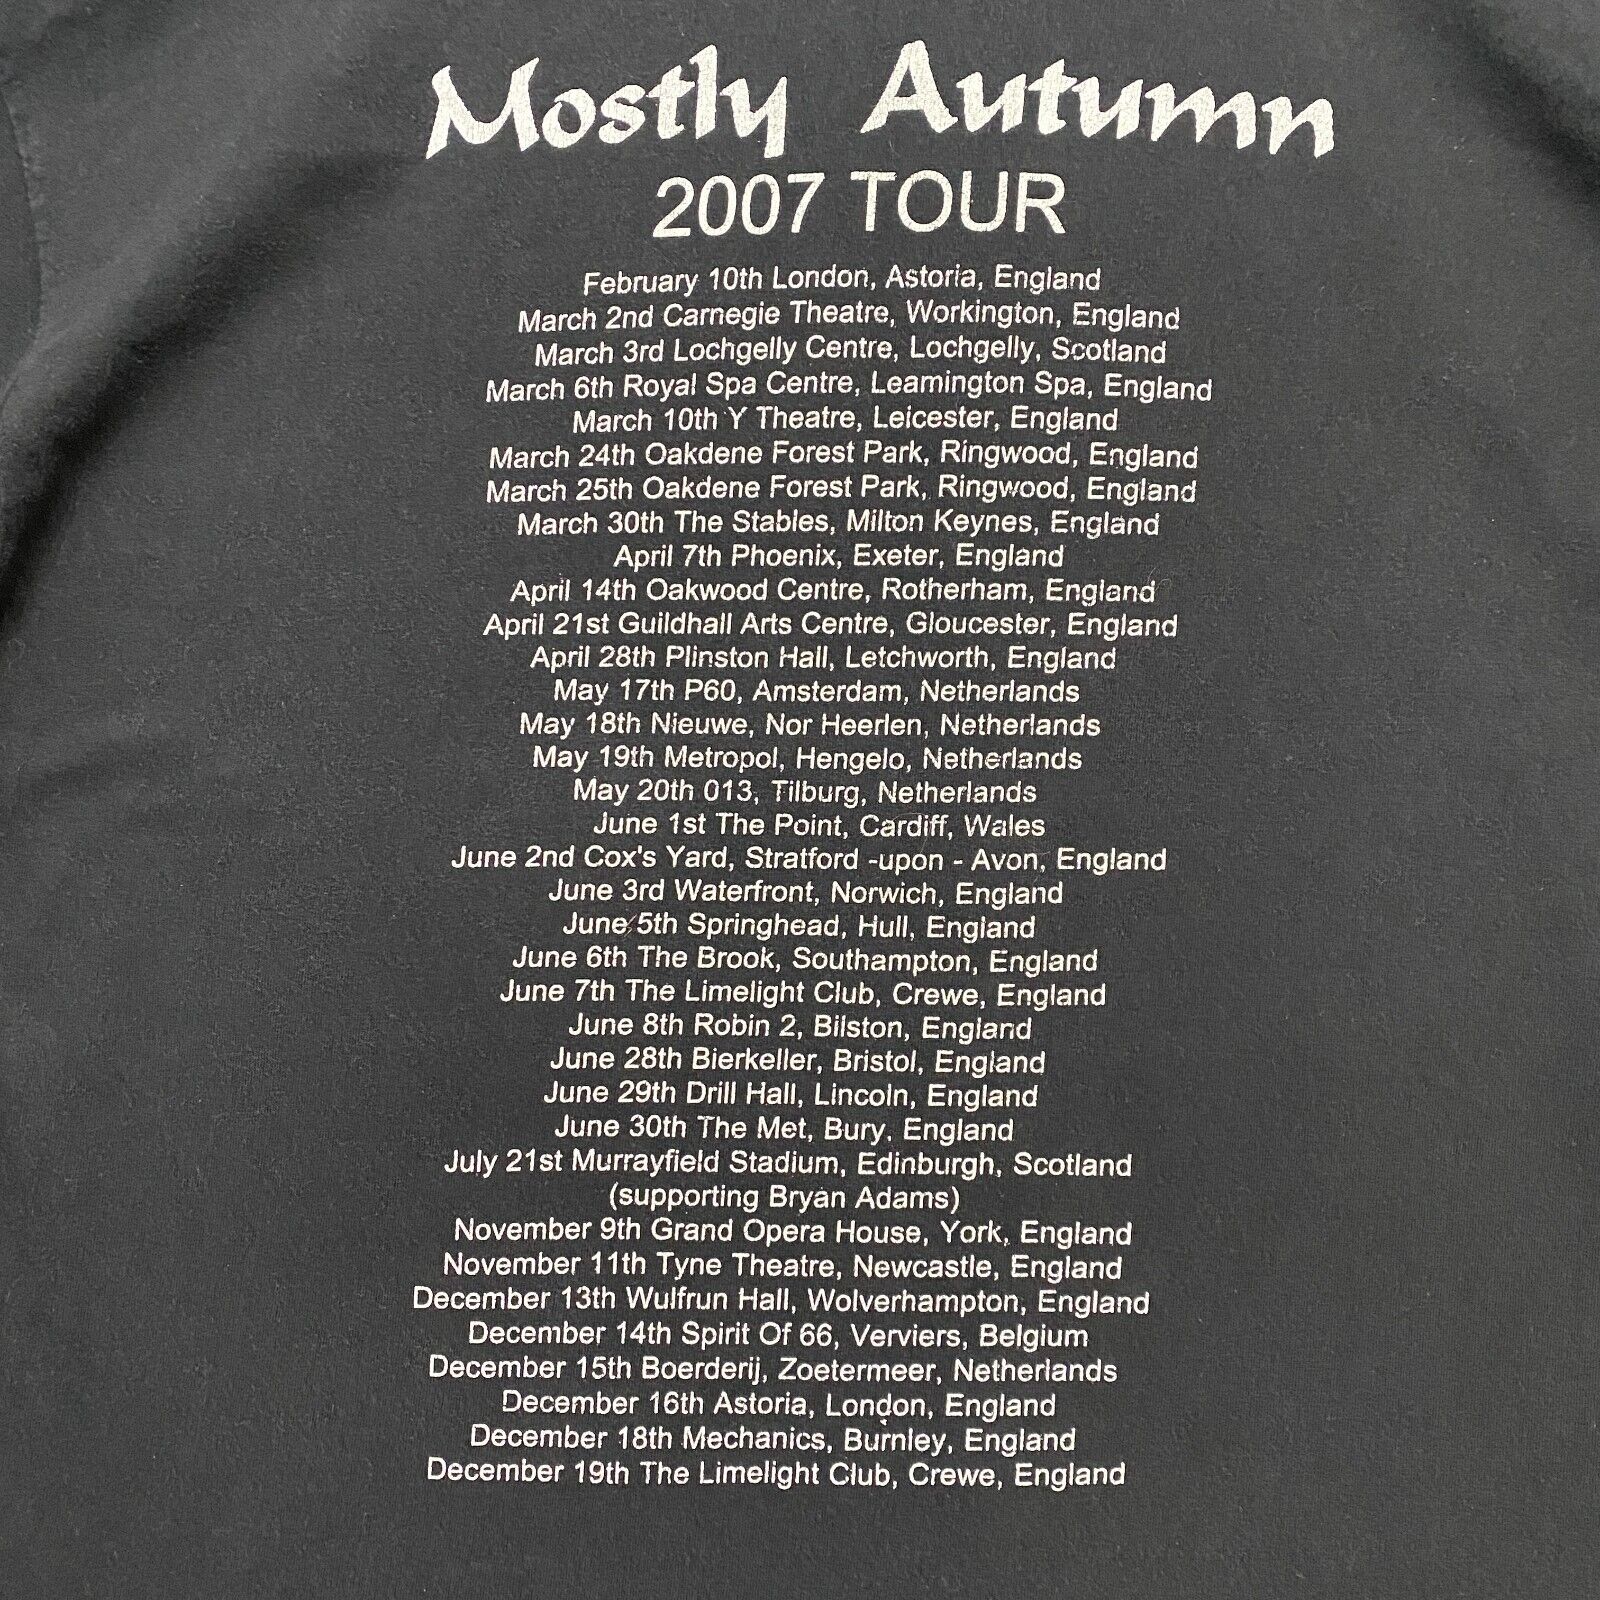 Mostly Autumn
2007 TOUR
February 10th London, Astoria, England
March 2nd Carnegie Theatre, Workington, England
March 3rd Lochgelly Centre, Lochgelly, Scotland
March 6th Royal Spa Centre, Leamington Spa, England
March 10th Y Theatre, Leicester, England
March 24th Oakdene Forest Park, Ringwood, England
March 25th Oakdene Forest Park, Ringwood, England
March 30th The Stables, Milton Keynes, England
April 7th Phoenix, Exeter, England
April 14th Oakwood Centre, Rotherham, England
April 21st Guildhall Arts Centre, Gloucester, England
April 28th Plinston Hall, Letchworth, England
May 17th P60, Amsterdam, Netherlands
May 18th Nieuwe, Nor Heerlen, Netherlands
May 19th Metropol, Hengelo, Netherlands
May 20th 013, Tilburg, Netherlands
June 1st The Point, Cardiff, Wales
June 2nd Cox's Yard, Stratford -upon - Avon, England
June 3rd Waterfront, Norwich, England
June 5th Springhead, Hull, England
June 6th The Brook, Southampton, England
June 7th The Limelight Club, Crewe, England
June 8th Robin 2, Bilston, England
June 28th Bierkeller, Bristol, England
June 29th Drill Hall, Lincoln, England
June 30th The Met, Bury, England
July 21st Murrayfield Stadium, Edinburgh, Scotland
(supporting Bryan Adams)
November 9th Grand Opera House, York, England
November 11th Tyne Theatre, Newcastle, England
December 13th Wulfrun Hall, Wolverhampton, England
December 14th Spirit Of 66, Verviers, Belgium
December 15th Boerderij, Zoetermeer, Netherlands
December 16th Astoria, London, England
December 18th Mechanics, Burnley, England
December 19th The Limelight Club, Crewe, England